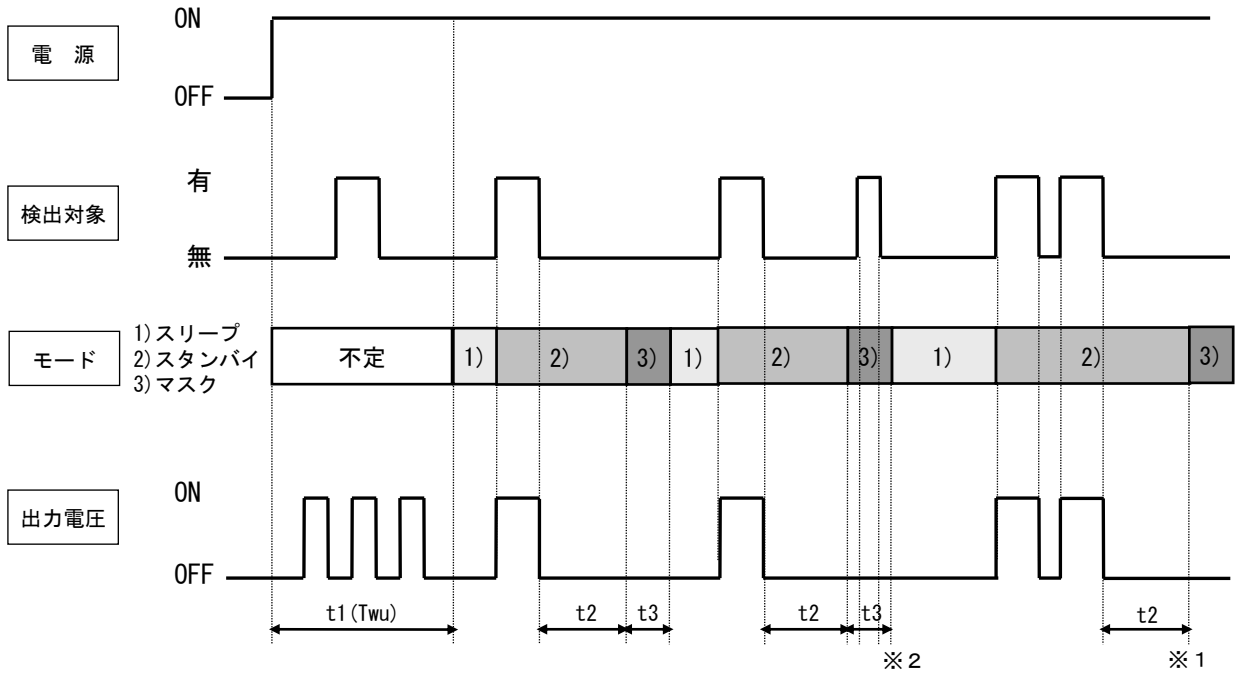 ON
電 源
OFF
有
検出対象
無
モード
1)スリープ
2)スタンバイ
3)マスク
不定 1) 2) 3) 1) 2) 3) 1) 2) 3)
ON
出力電圧
OFF
t1(Twu) t2 t3 t2 t3 t2
※2 ※1